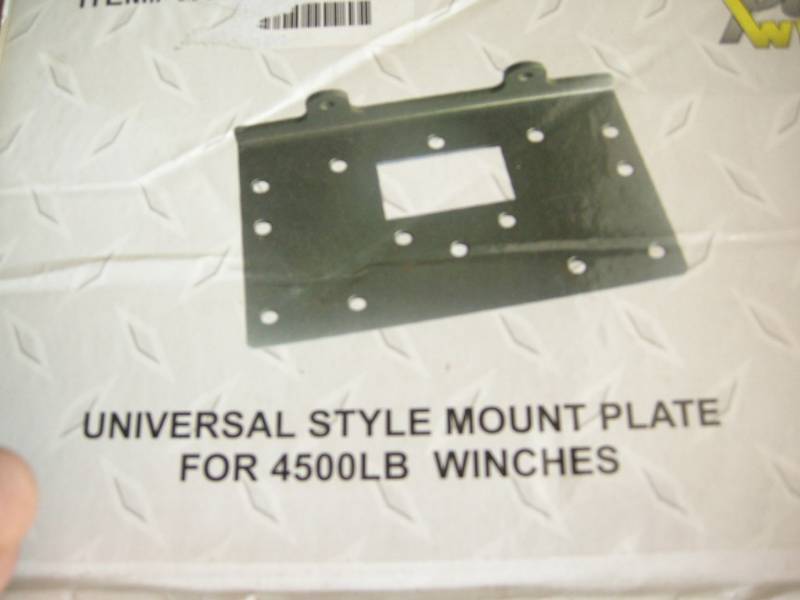 UNIVERSAL STYLE MOUNT PLATE
FOR 4500LB WINCHES